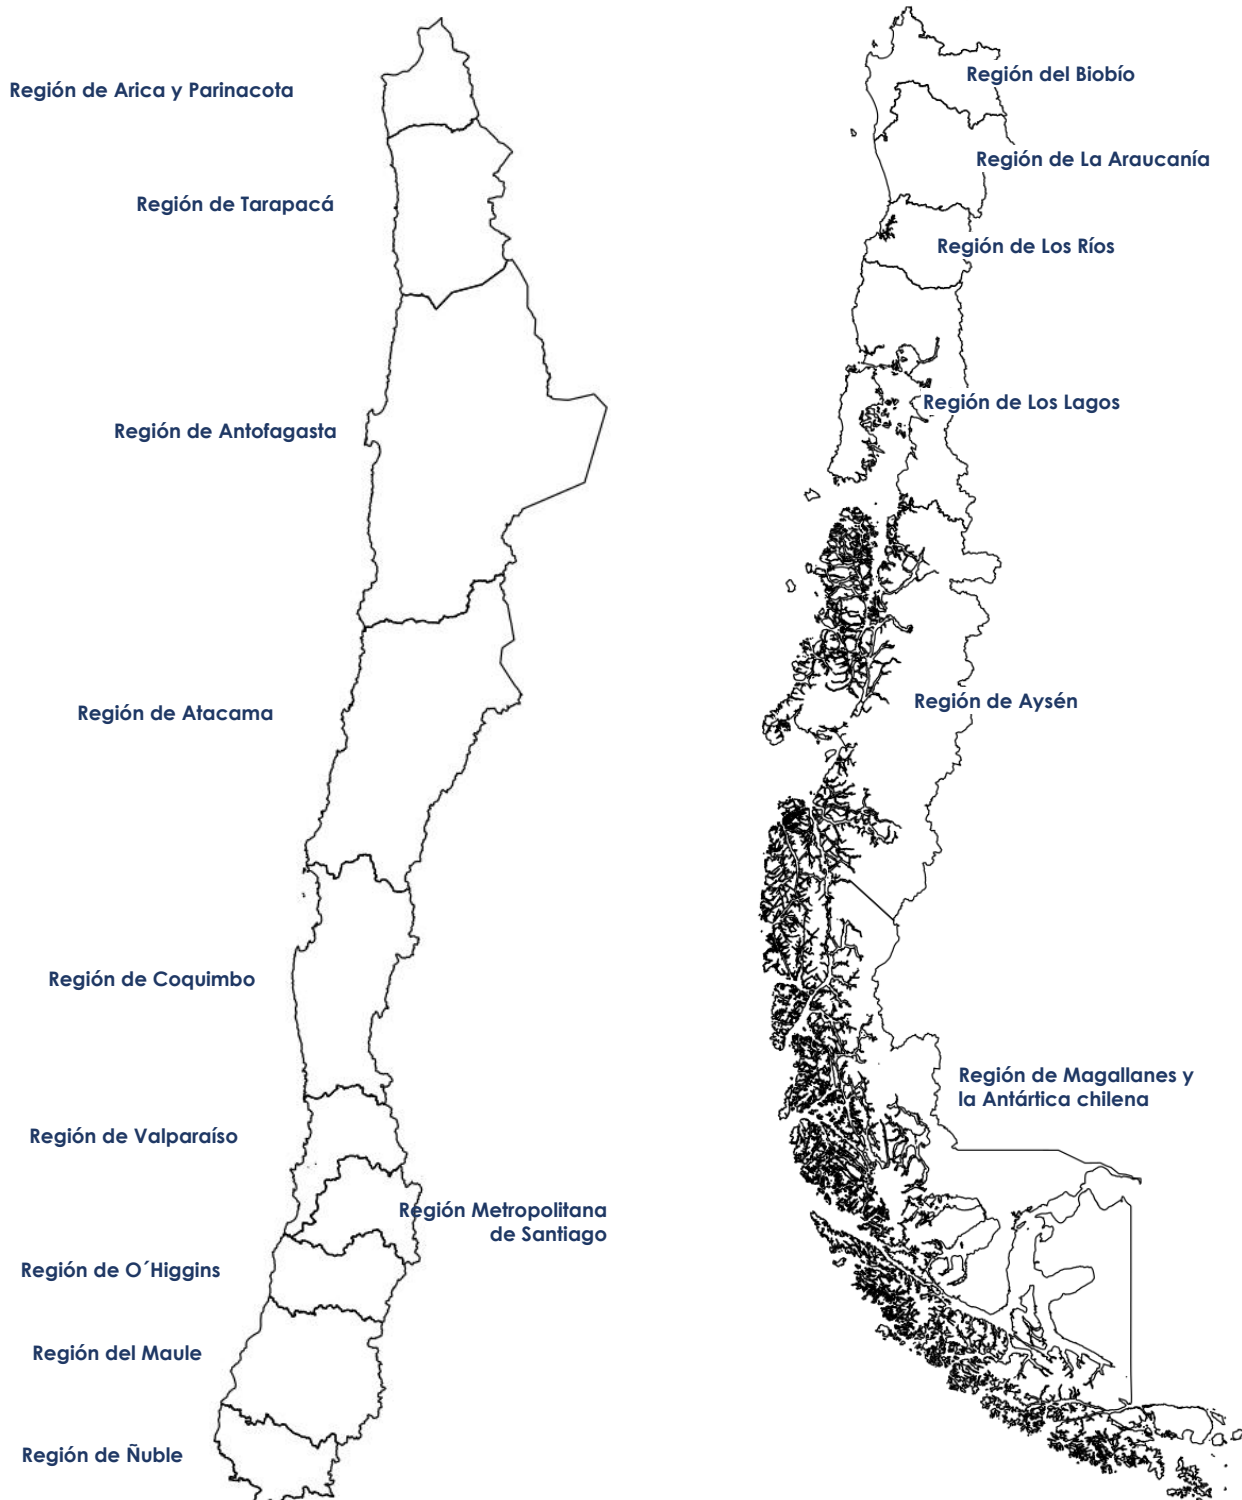 Región de Arica y Parinacota
Región de Tarapacá
Región de Antofagasta
Región de Atacama
Región de Coquimbo
Región de Valparaíso
Región Metropolitana
de Santiago
Región de O´Higgins
Región del Maule
Región de Ñuble
Región del Biobío
Región de La Araucanía
Región de Los Ríos
Región de Los Lagos
Región de Aysén
Región de Magallanes y
la Antártica chilena